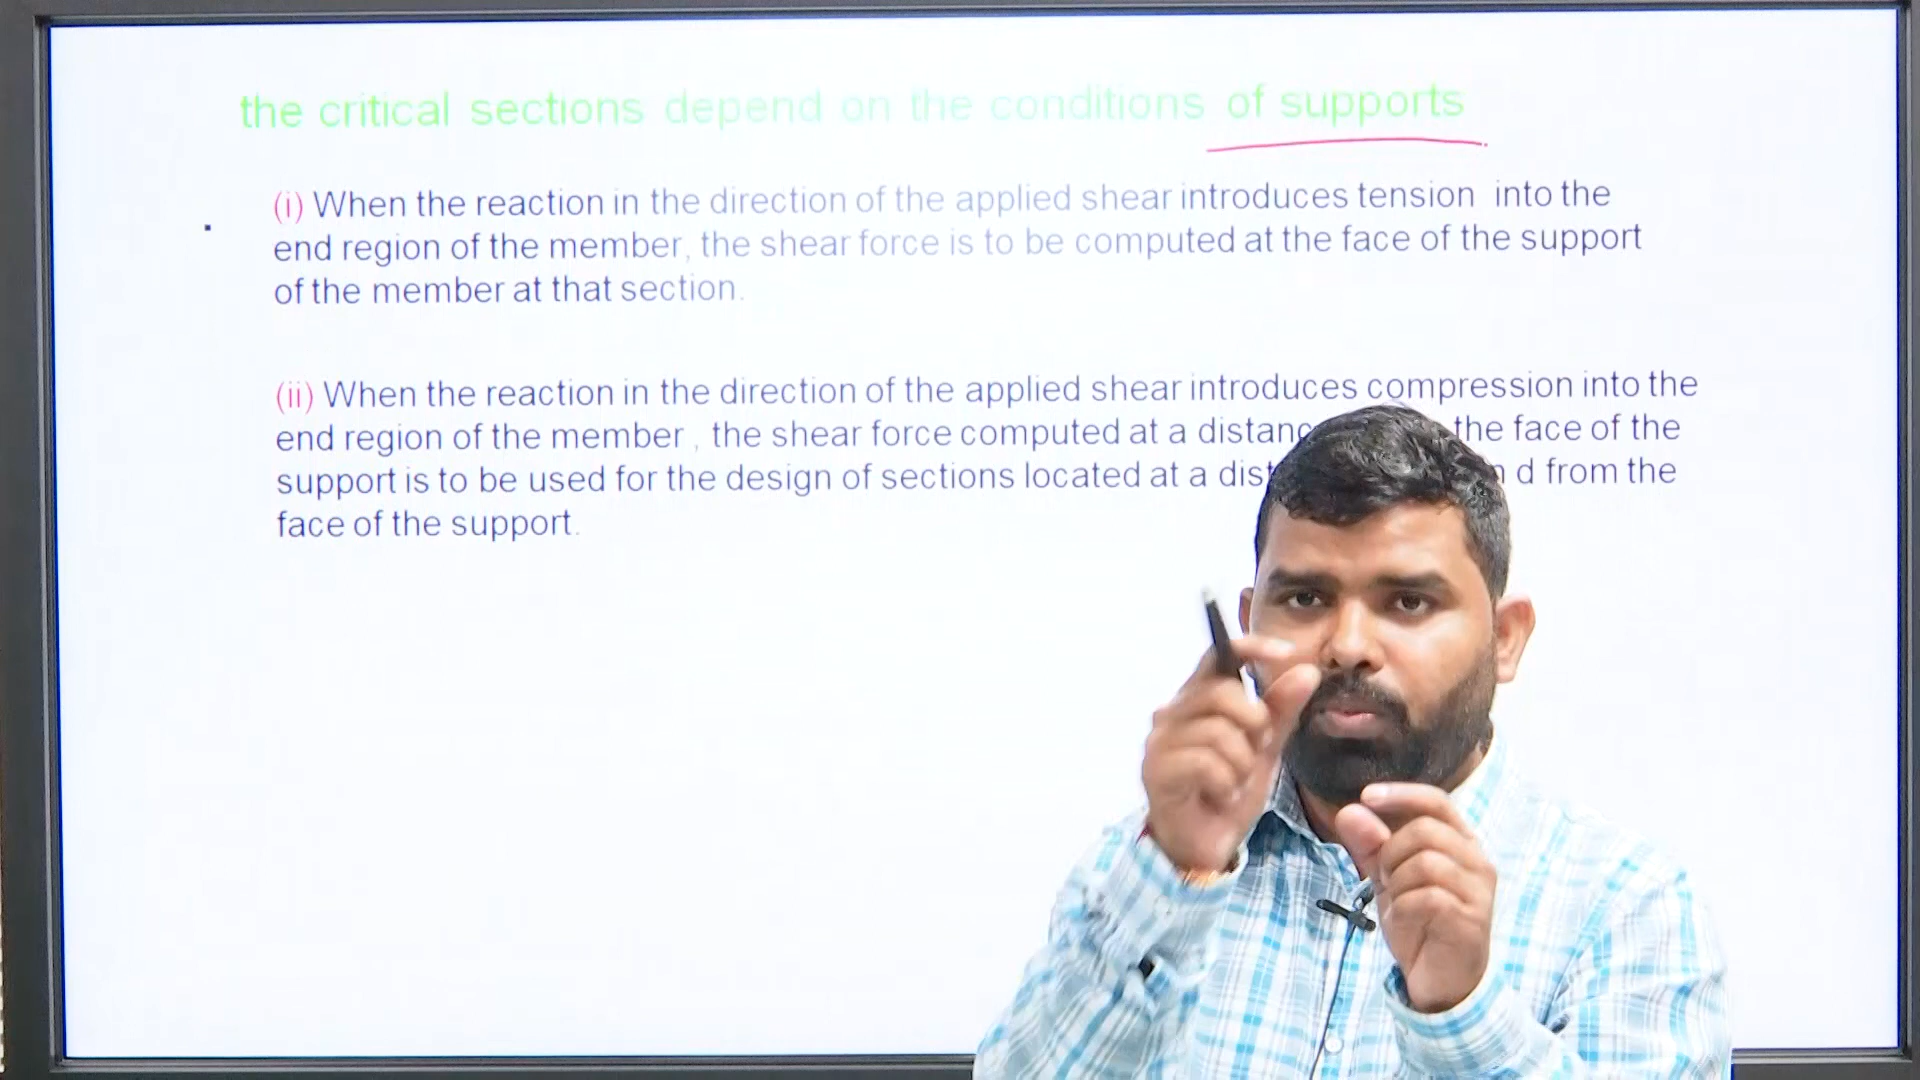 the critical sections depend on the conditions of supports
(i) When the reaction in the direction of the applied shear introduces tension into the
end region of the member, the shear force is to be computed at the face of the support
of the member at that section.
(ii) When the reaction in the direction of the applied shear introduces compression into the
end region of the member , the shear force computed at a the face of the
support is to be used for the design of sections located at a d from the
face of the support.